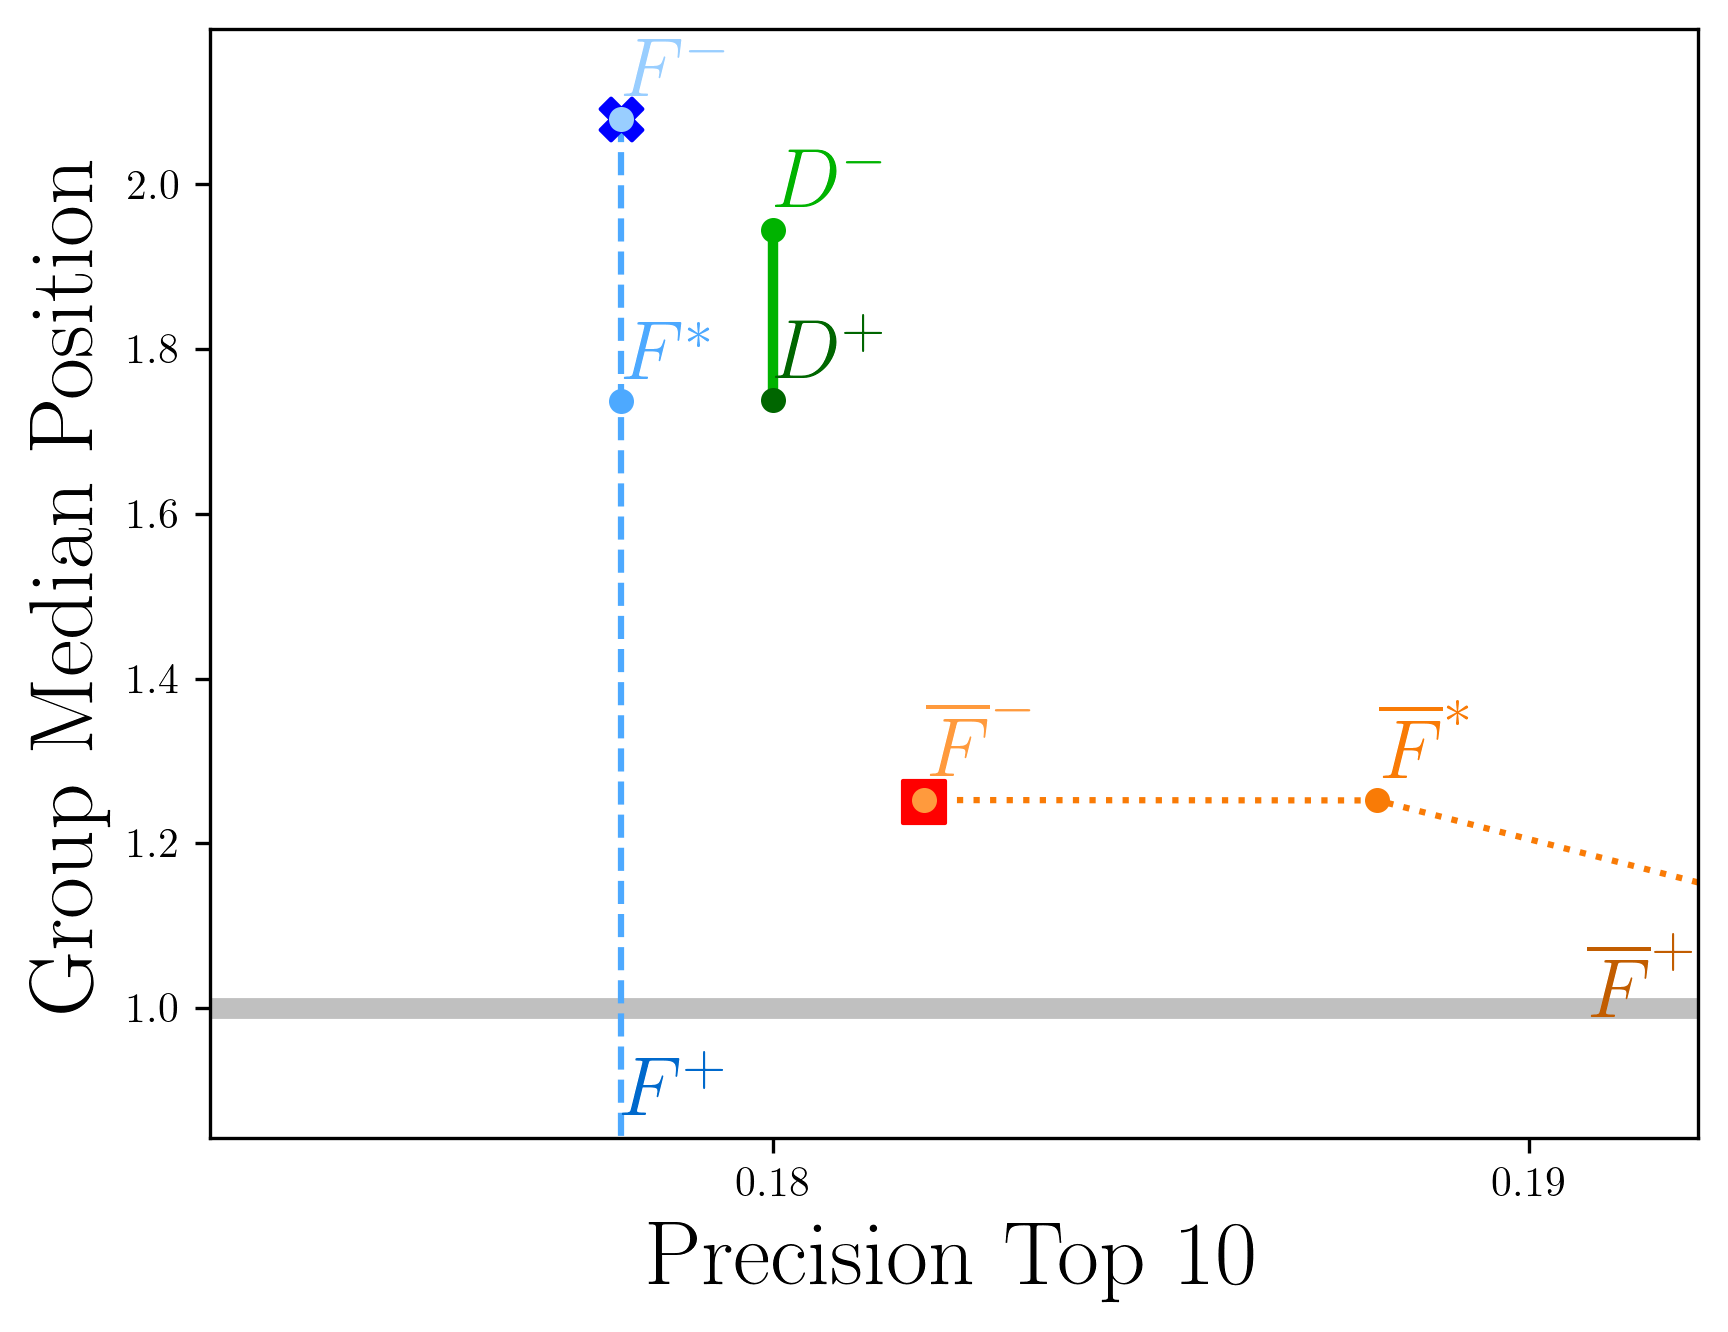 Group Median Position
2.0
1.8
1.6
1.4
1.2
1.0
F⁻
D⁻
F*
D⁺
F̅⁻
F̅*
F̅⁺
F⁺
0.18
0.19
Precision Top 10